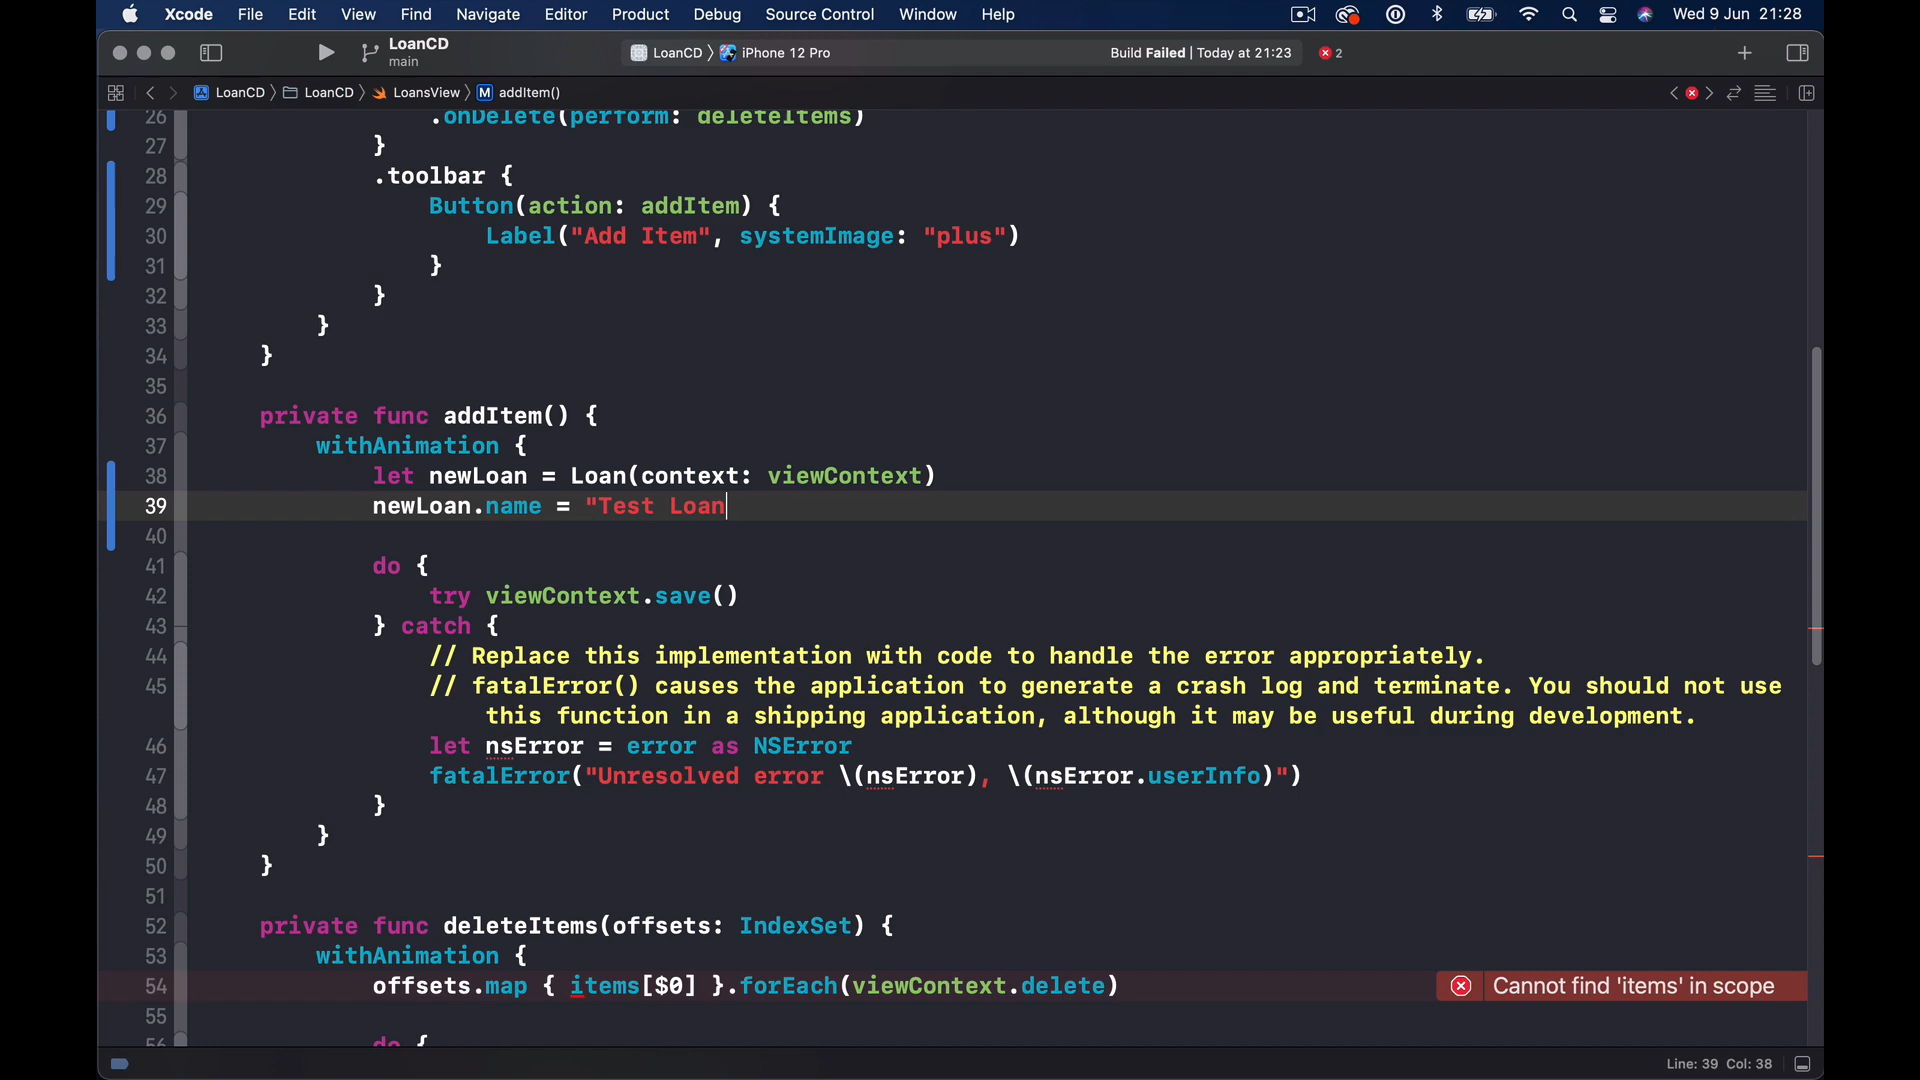 Xcode File Edit View Find Navigate Editor Product Debug Source Control Window Help Wed 9 Jun 21:28
LoanCD
main
LoanCD iPhone 12 Pro Build Failed | Today at 21:23 2
LoanCD LoanCD LoansView M addItem()
26 .onDelete(perform: deleteItems)
27 }
28 .toolbar {
29 Button(action: addItem) {
30 Label("Add Item", systemImage: "plus")
31 }
32 }
33 }
34 }
35
36 private func addItem() {
37 withAnimation {
38 let newLoan = Loan(context: viewContext)
39 newLoan.name = "Test Loan
40
41 do {
42 try viewContext.save()
43 } catch {
44 // Replace this implementation with code to handle the error appropriately.
45 // fatalError() causes the application to generate a crash log and terminate. You should not use
this function in a shipping application, although it may be useful during development.
46 let nsError = error as NSError
47 fatalError("Unresolved error \(nsError), \(nsError.userInfo)")
48 }
49 }
50 }
51
52 private func deleteItems(offsets: IndexSet) {
53 withAnimation {
54 offsets.map { items[$0] }.forEach(viewContext.delete) Cannot find 'items' in scope
55
56 do {
Line: 39 Col: 38